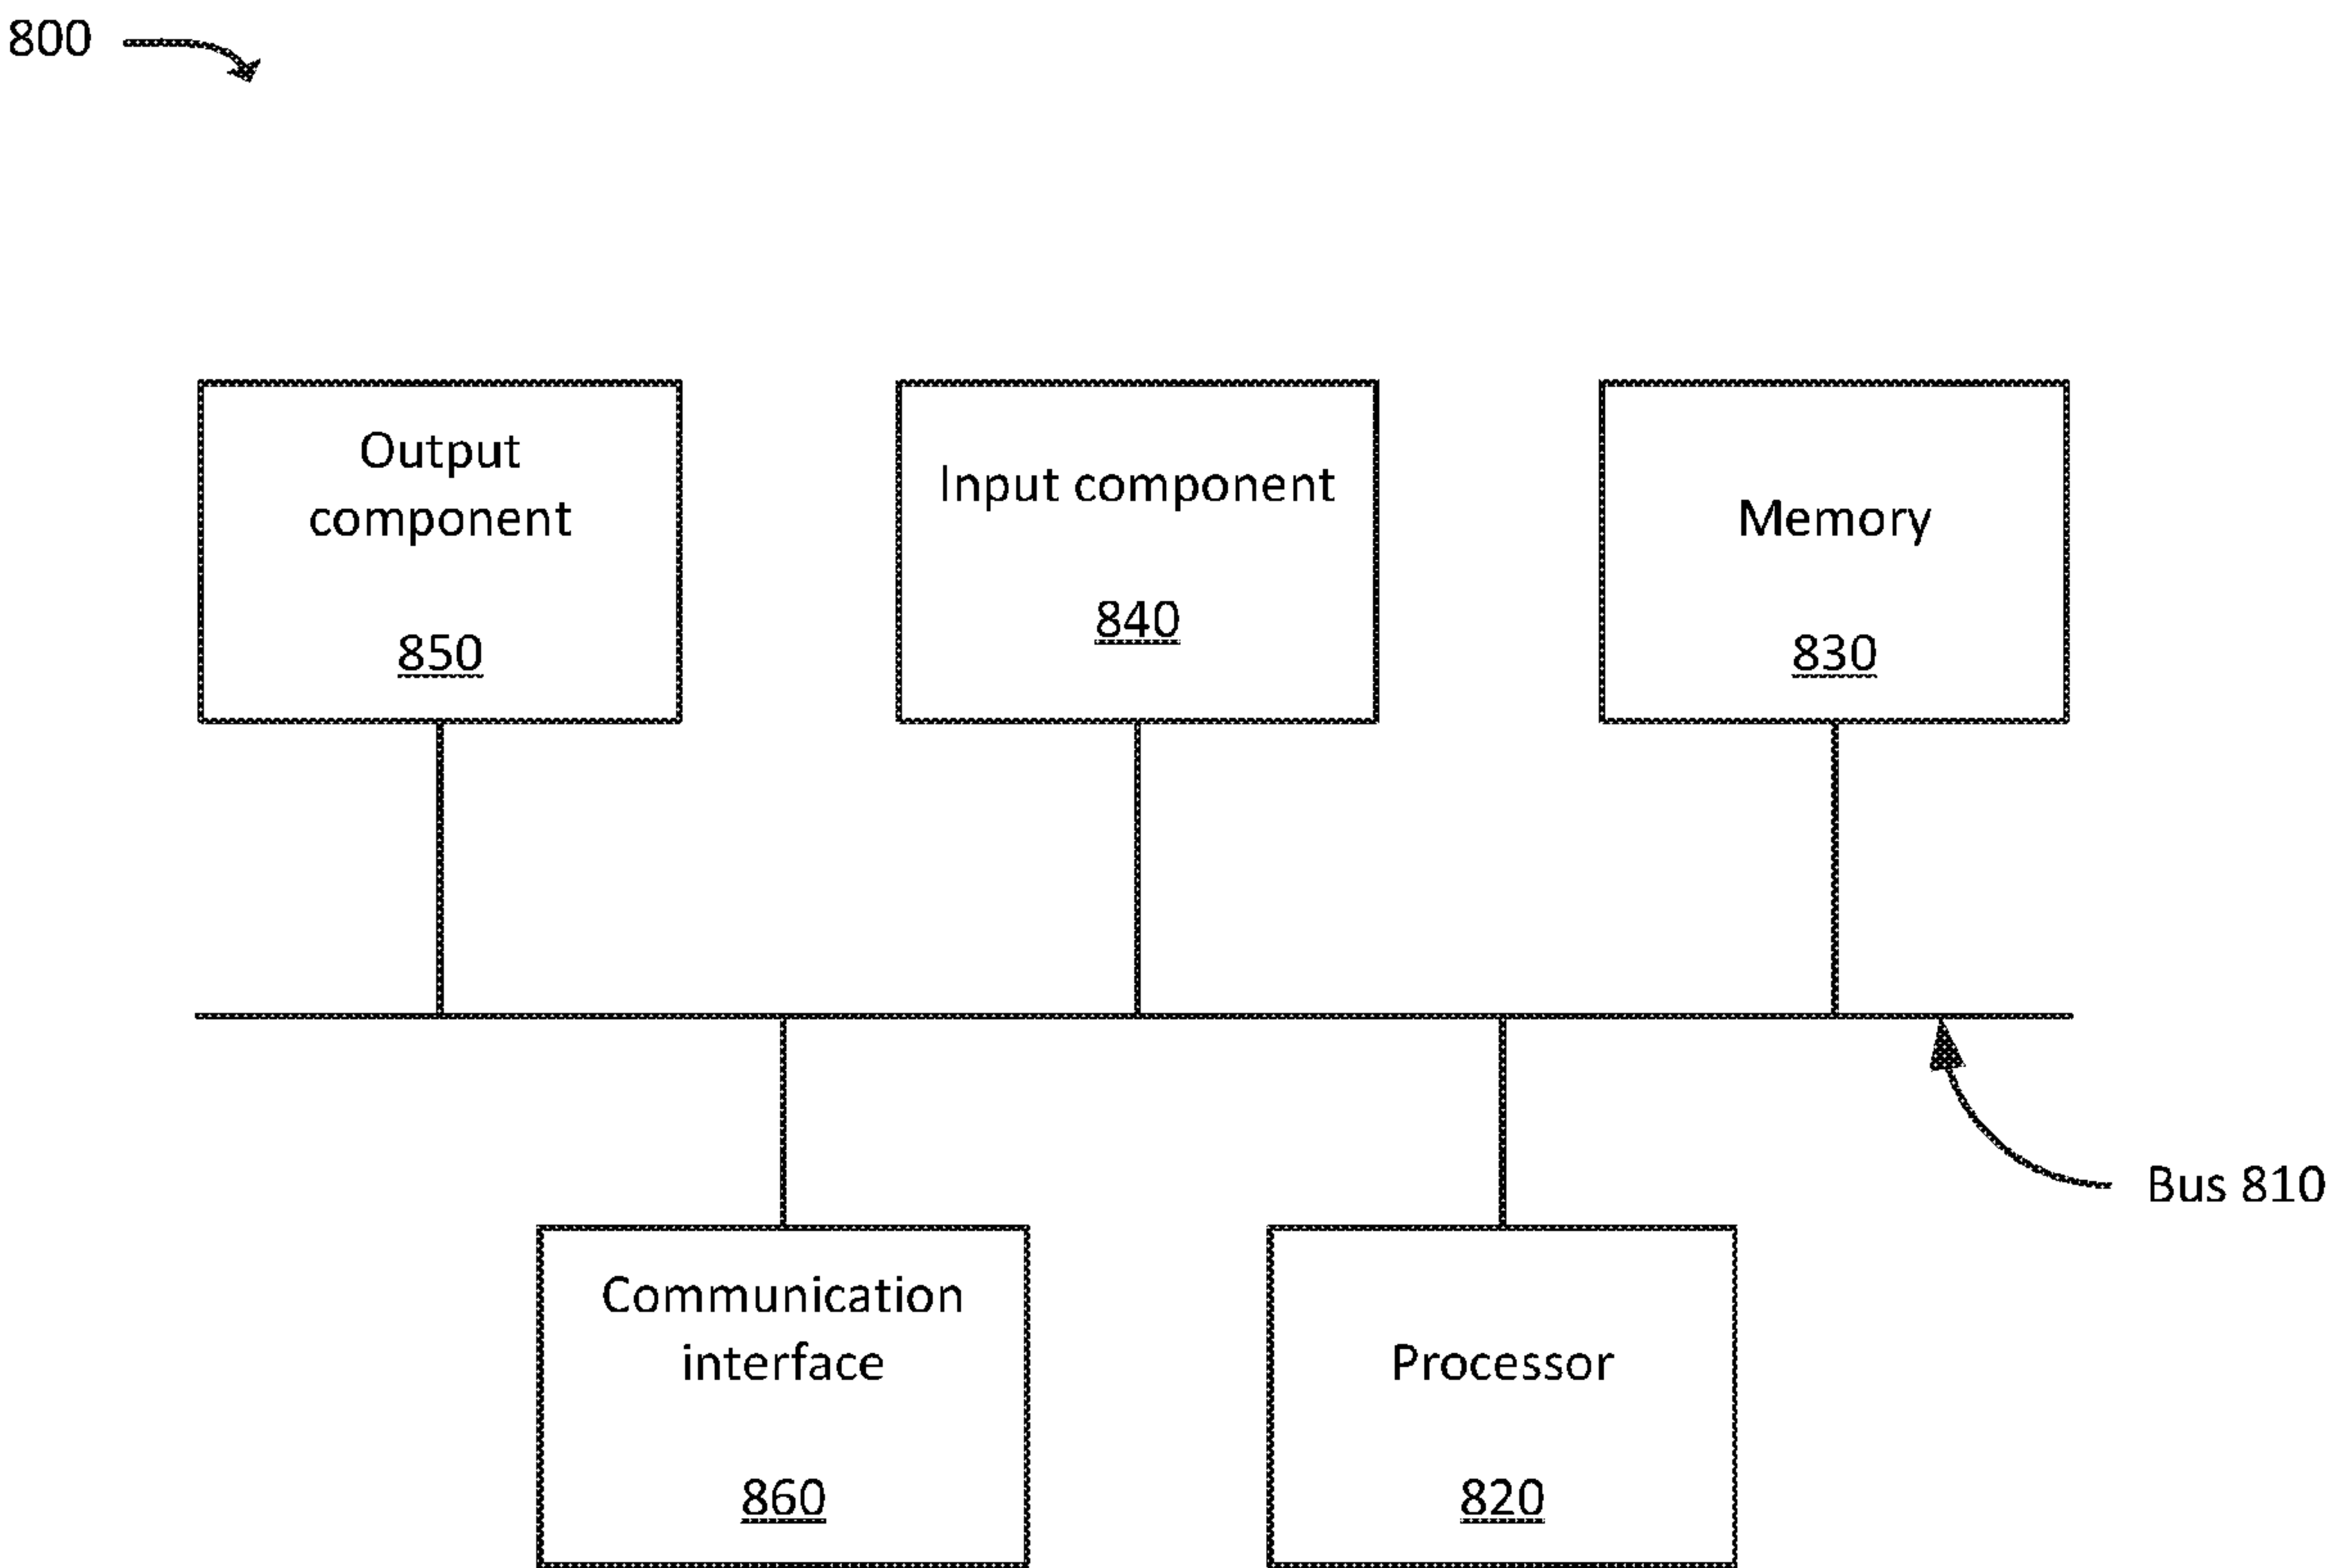 800
Output
component
850
Input component
840
Memory
830
Bus 810
Communication
interface
860
Processor
820